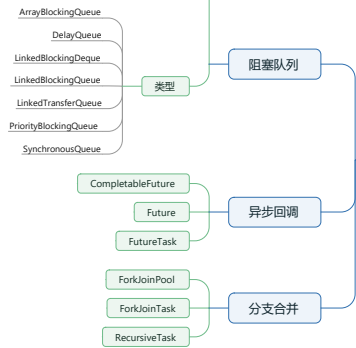 ArrayBlockingQueue
DelayQueue
LinkedBlockingDeque
LinkedBlockingQueue
LinkedTransferQueue
PriorityBlockingQueue
SynchronousQueue
类型
阻塞队列
CompletableFuture
Future
FutureTask
异步回调
ForkJoinPool
ForkJoinTask
RecursiveTask
分支合并